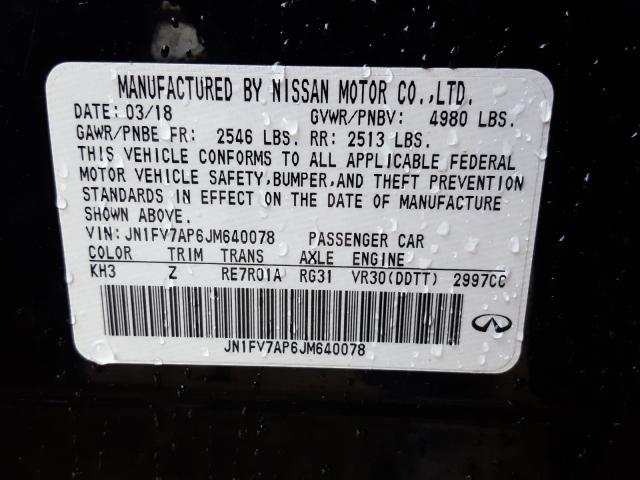 MANUFACTURED BY NISSAN MOTOR CO.,LTD.
DATE: 03/18 GVWR/PNBV: 4980 LBS.
GAWR/PNBE FR: 2546 LBS. RR: 2513 LBS.
THIS VEHICLE CONFORMS TO ALL APPLICABLE FEDERAL
MOTOR VEHICLE SAFETY,BUMPER,AND THEFT PREVENTION
STANDARDS IN EFFECT ON THE DATE OF MANUFACTURE
SHOWN ABOVE.
VIN:JN1FV7AP6JM640078 PASSENGER CAR
COLOR TRIM TRANS AXLE ENGINE
KH3 Z RE7R01A RG31 VR30(DDTT) 2997CC
JN1FV7AP6JM640078